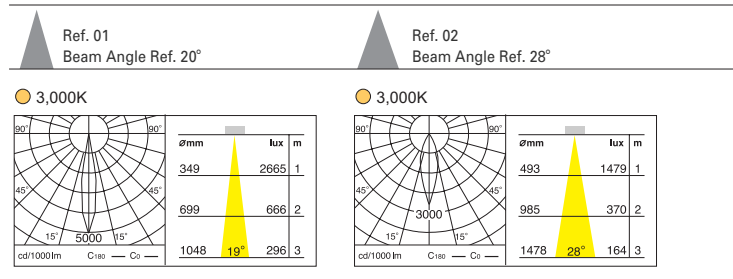 Ref. 01
Beam Angle Ref. 20°
Ref. 02
Beam Angle Ref. 28°
3,000K
90° 90°
45° 45°
15° 5000 15°
cd/1000 lm C180 — C0 —
ømm lux m
349 2665 1
699 666 2
1048 19° 296 3
3,000K
90° 90°
45° 45°
3000
15° 15°
cd/1000 lm C180 — C0 —
ømm lux m
493 1479 1
985 370 2
1478 28° 164 3